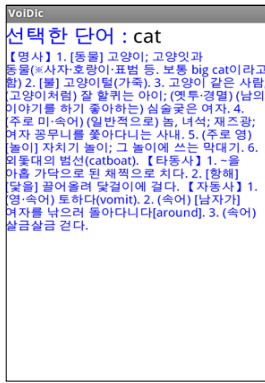 VoiDic
선택한 단어 : cat
【명사】1. [동물] 고양이; 고양잇과
동물(※사자·호랑이·표범 등. 보통 big cat이라고
함) 2. [불] 고양이털(가죽). 3. 고양이 같은 사람,
(고양이처럼) 잘 할퀴는 아이; (옛투·경멸) (남의
이야기를 하기 좋아하는) 심술궂은 여자. 4.
(주로 미·속어) (일반적으로) 놈, 녀석; 재즈광;
여자 꽁무니를 쫓아다니는 사내. 5. (주로 영)
[놀이] 자치기 놀이; 그 놀이에 쓰는 막대기. 6.
외돛대의 범선(catboat). 【타동사】1. ~을
아홉 가닥으로 된 채찍으로 치다. 2. [항해]
[닻을] 끌어올려 닻걸이에 걸다. 【자동사】1.
(영·속어) 토하다(vomit). 2. (속어) [남자가]
여자를 낚으러 돌아다니다[around]. 3. (속어)
살금살금 걷다.